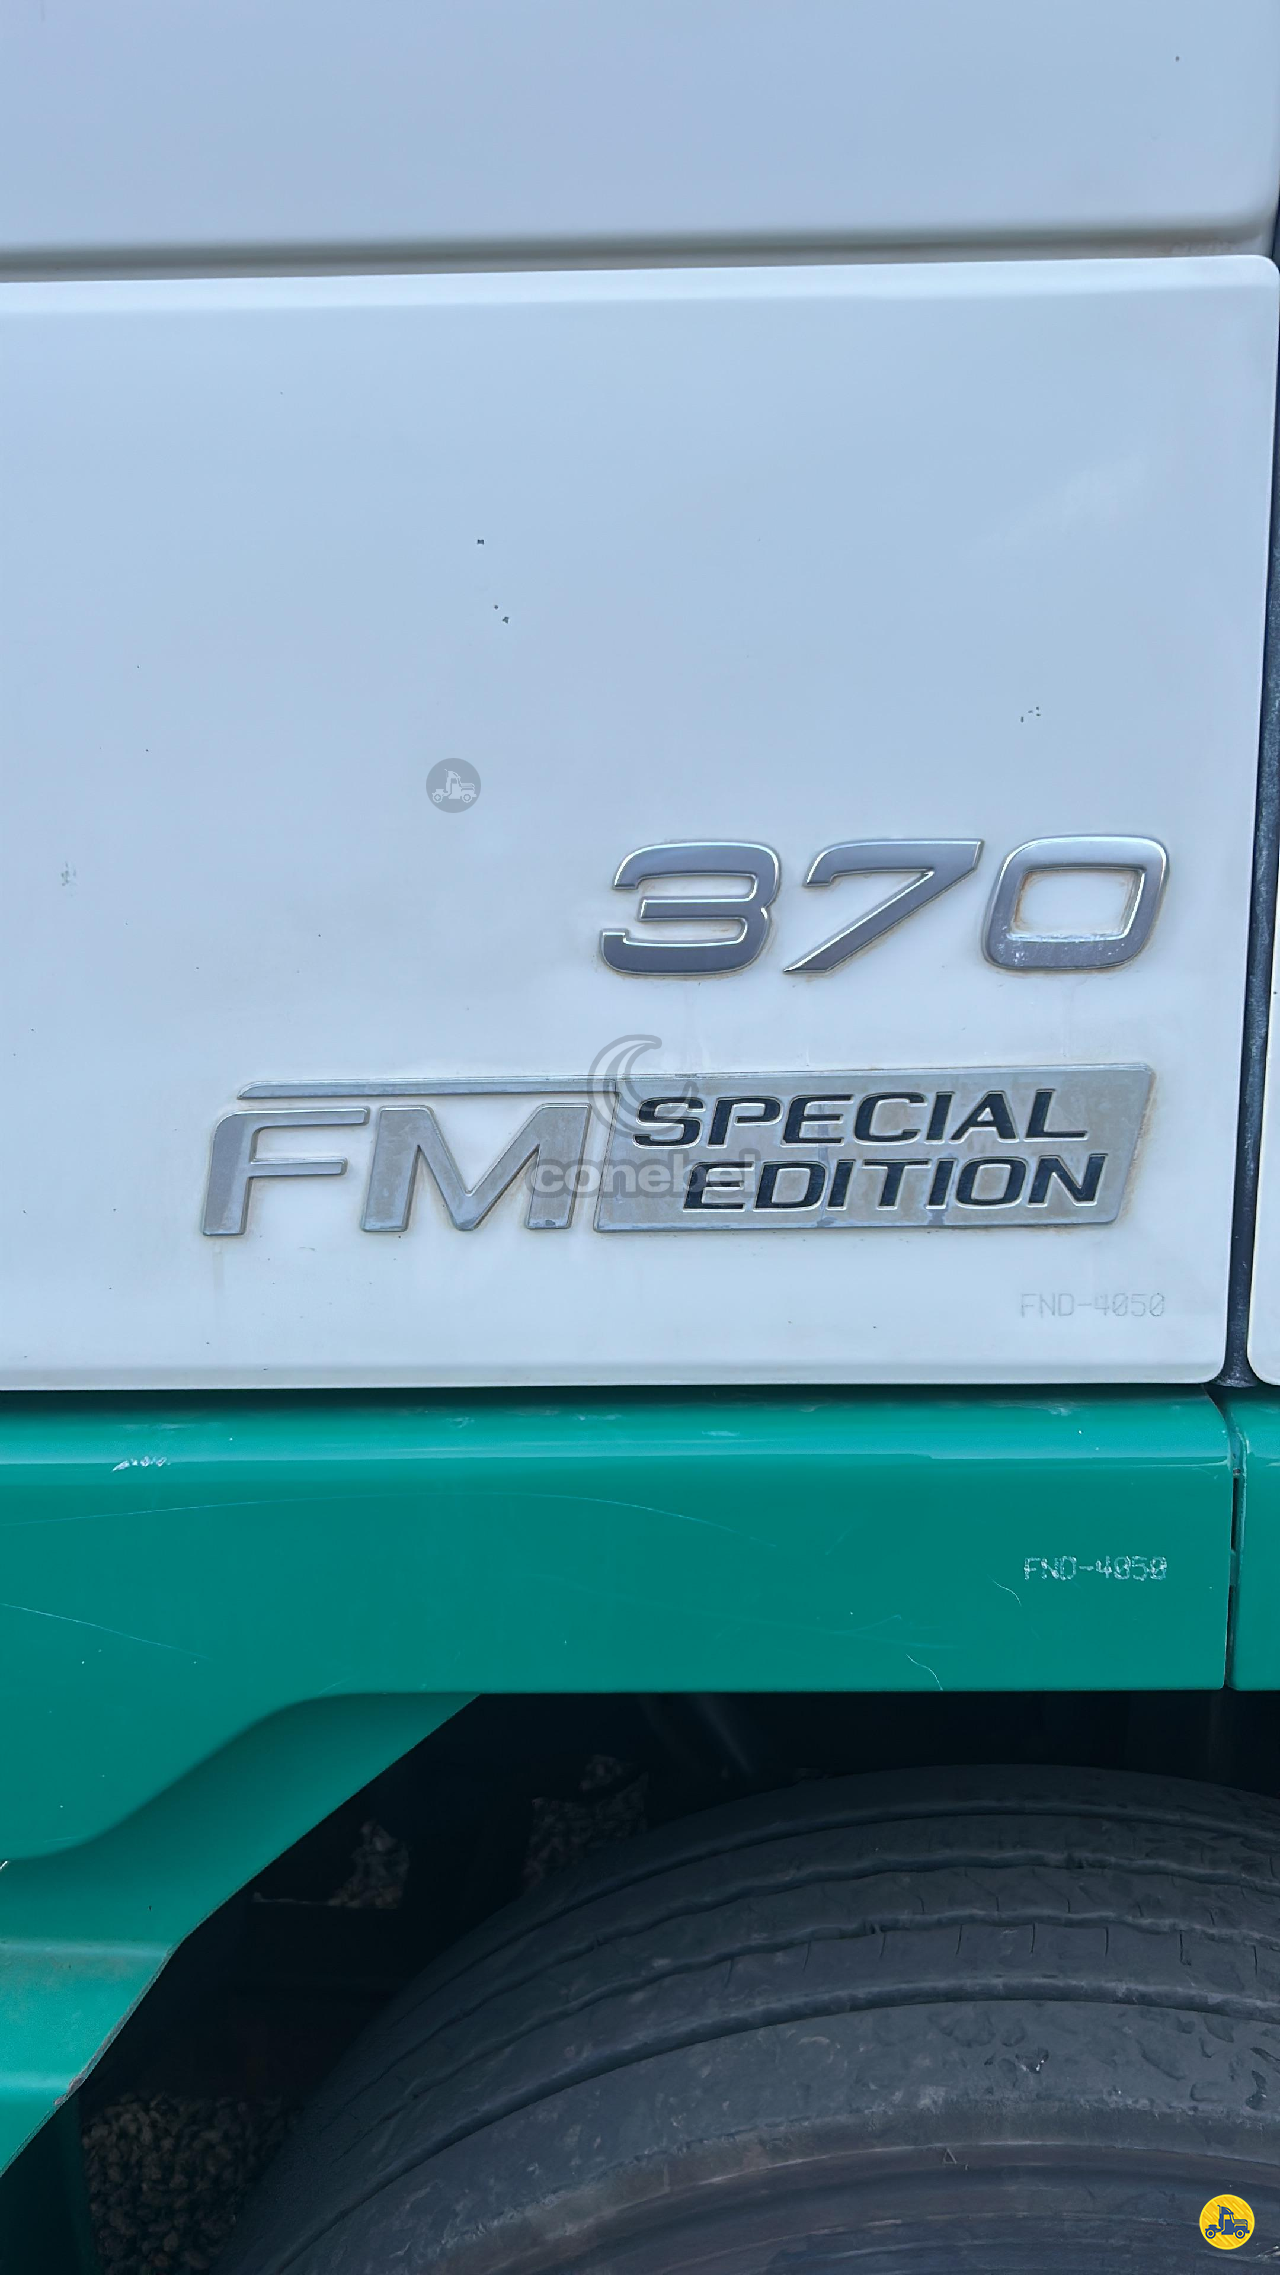 370
FM SPECIAL
EDITION
conebel
FND-4050
FND-4050